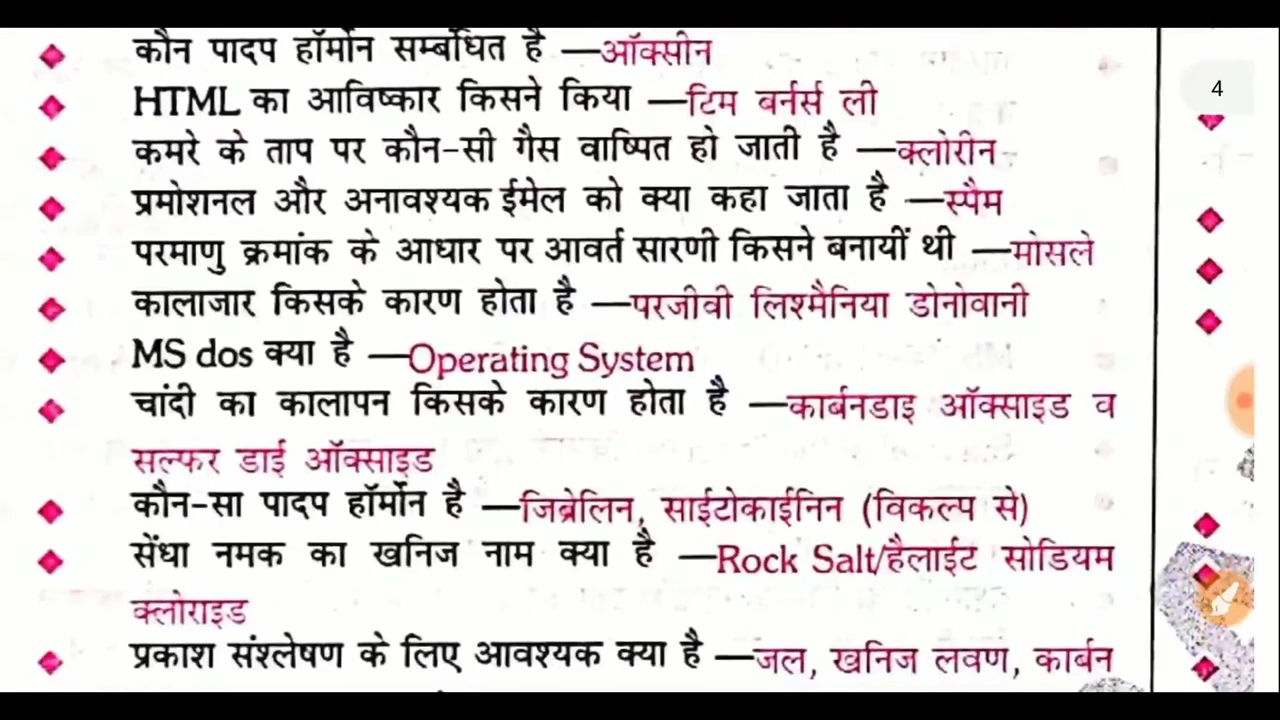 कौन पादप हॉर्मोन सम्बंधित है —ऑक्सीन
HTML का आविष्कार किसने किया —टिम बर्नर्स ली
4
कमरे के ताप पर कौन-सी गैस वाष्पित हो जाती है —क्लोरीन
प्रमोशनल और अनावश्यक ईमेल को क्या कहा जाता है —स्पैम
परमाणु क्रमांक के आधार पर आवर्त सारणी किसने बनायीं थी —मोसले
कालाजार किसके कारण होता है —परजीवी लिश्मैनिया डोनोवानी
MS dos क्या है —Operating System
चांदी का कालापन किसके कारण होता है —कार्बनडाइ ऑक्साइड व
सल्फर डाई ऑक्साइड
कौन-सा पादप हॉर्मोन है —जिब्रेलिन, साईटोकाईनिन (विकल्प से)
सेंधा नमक का खनिज नाम क्या है —Rock Salt/हैलाईट सोडियम
क्लोराइड
प्रकाश संश्लेषण के लिए आवश्यक क्या है —जल, खनिज लवण, कार्बन